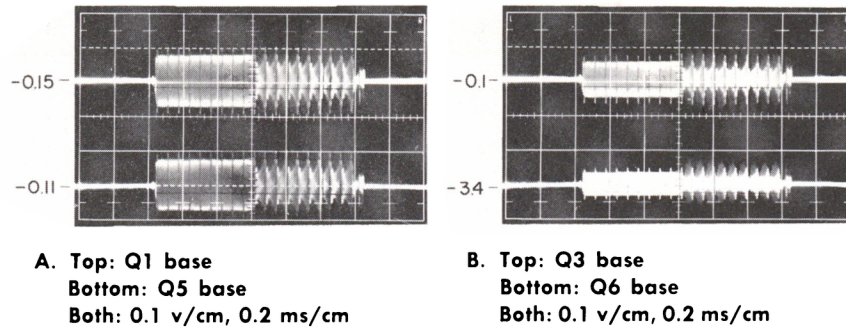 -0.15
-0.11
-0.1
-3.4
A. Top: Q1 base
Bottom: Q5 base
Both: 0.1 v/cm, 0.2 ms/cm
B. Top: Q3 base
Bottom: Q6 base
Both: 0.1 v/cm, 0.2 ms/cm